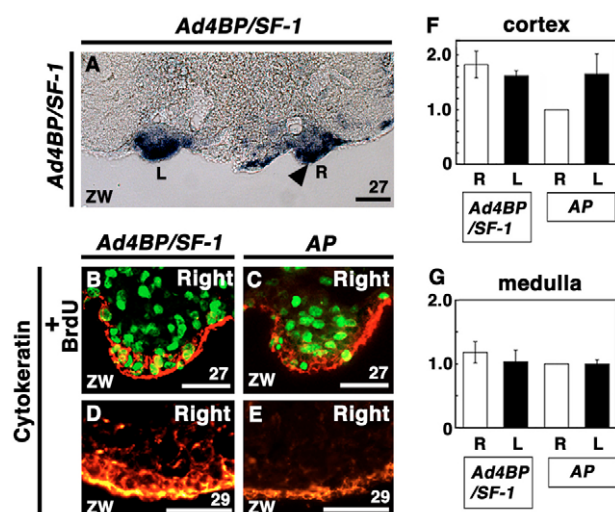 Ad4BP/SF-1
Ad4BP/SF-1
A
L
R
ZW
27
Ad4BP/SF-1
AP
Cytokeratin
+
BrdU
B
Right
ZW
27
C
Right
ZW
27
D
Right
ZW
29
E
Right
ZW
29
F
cortex
2.0
1.0
0
R
L
R
L
Ad4BP
/SF-1
AP
G
medulla
2.0
1.0
0
R
L
R
L
Ad4BP
/SF-1
AP